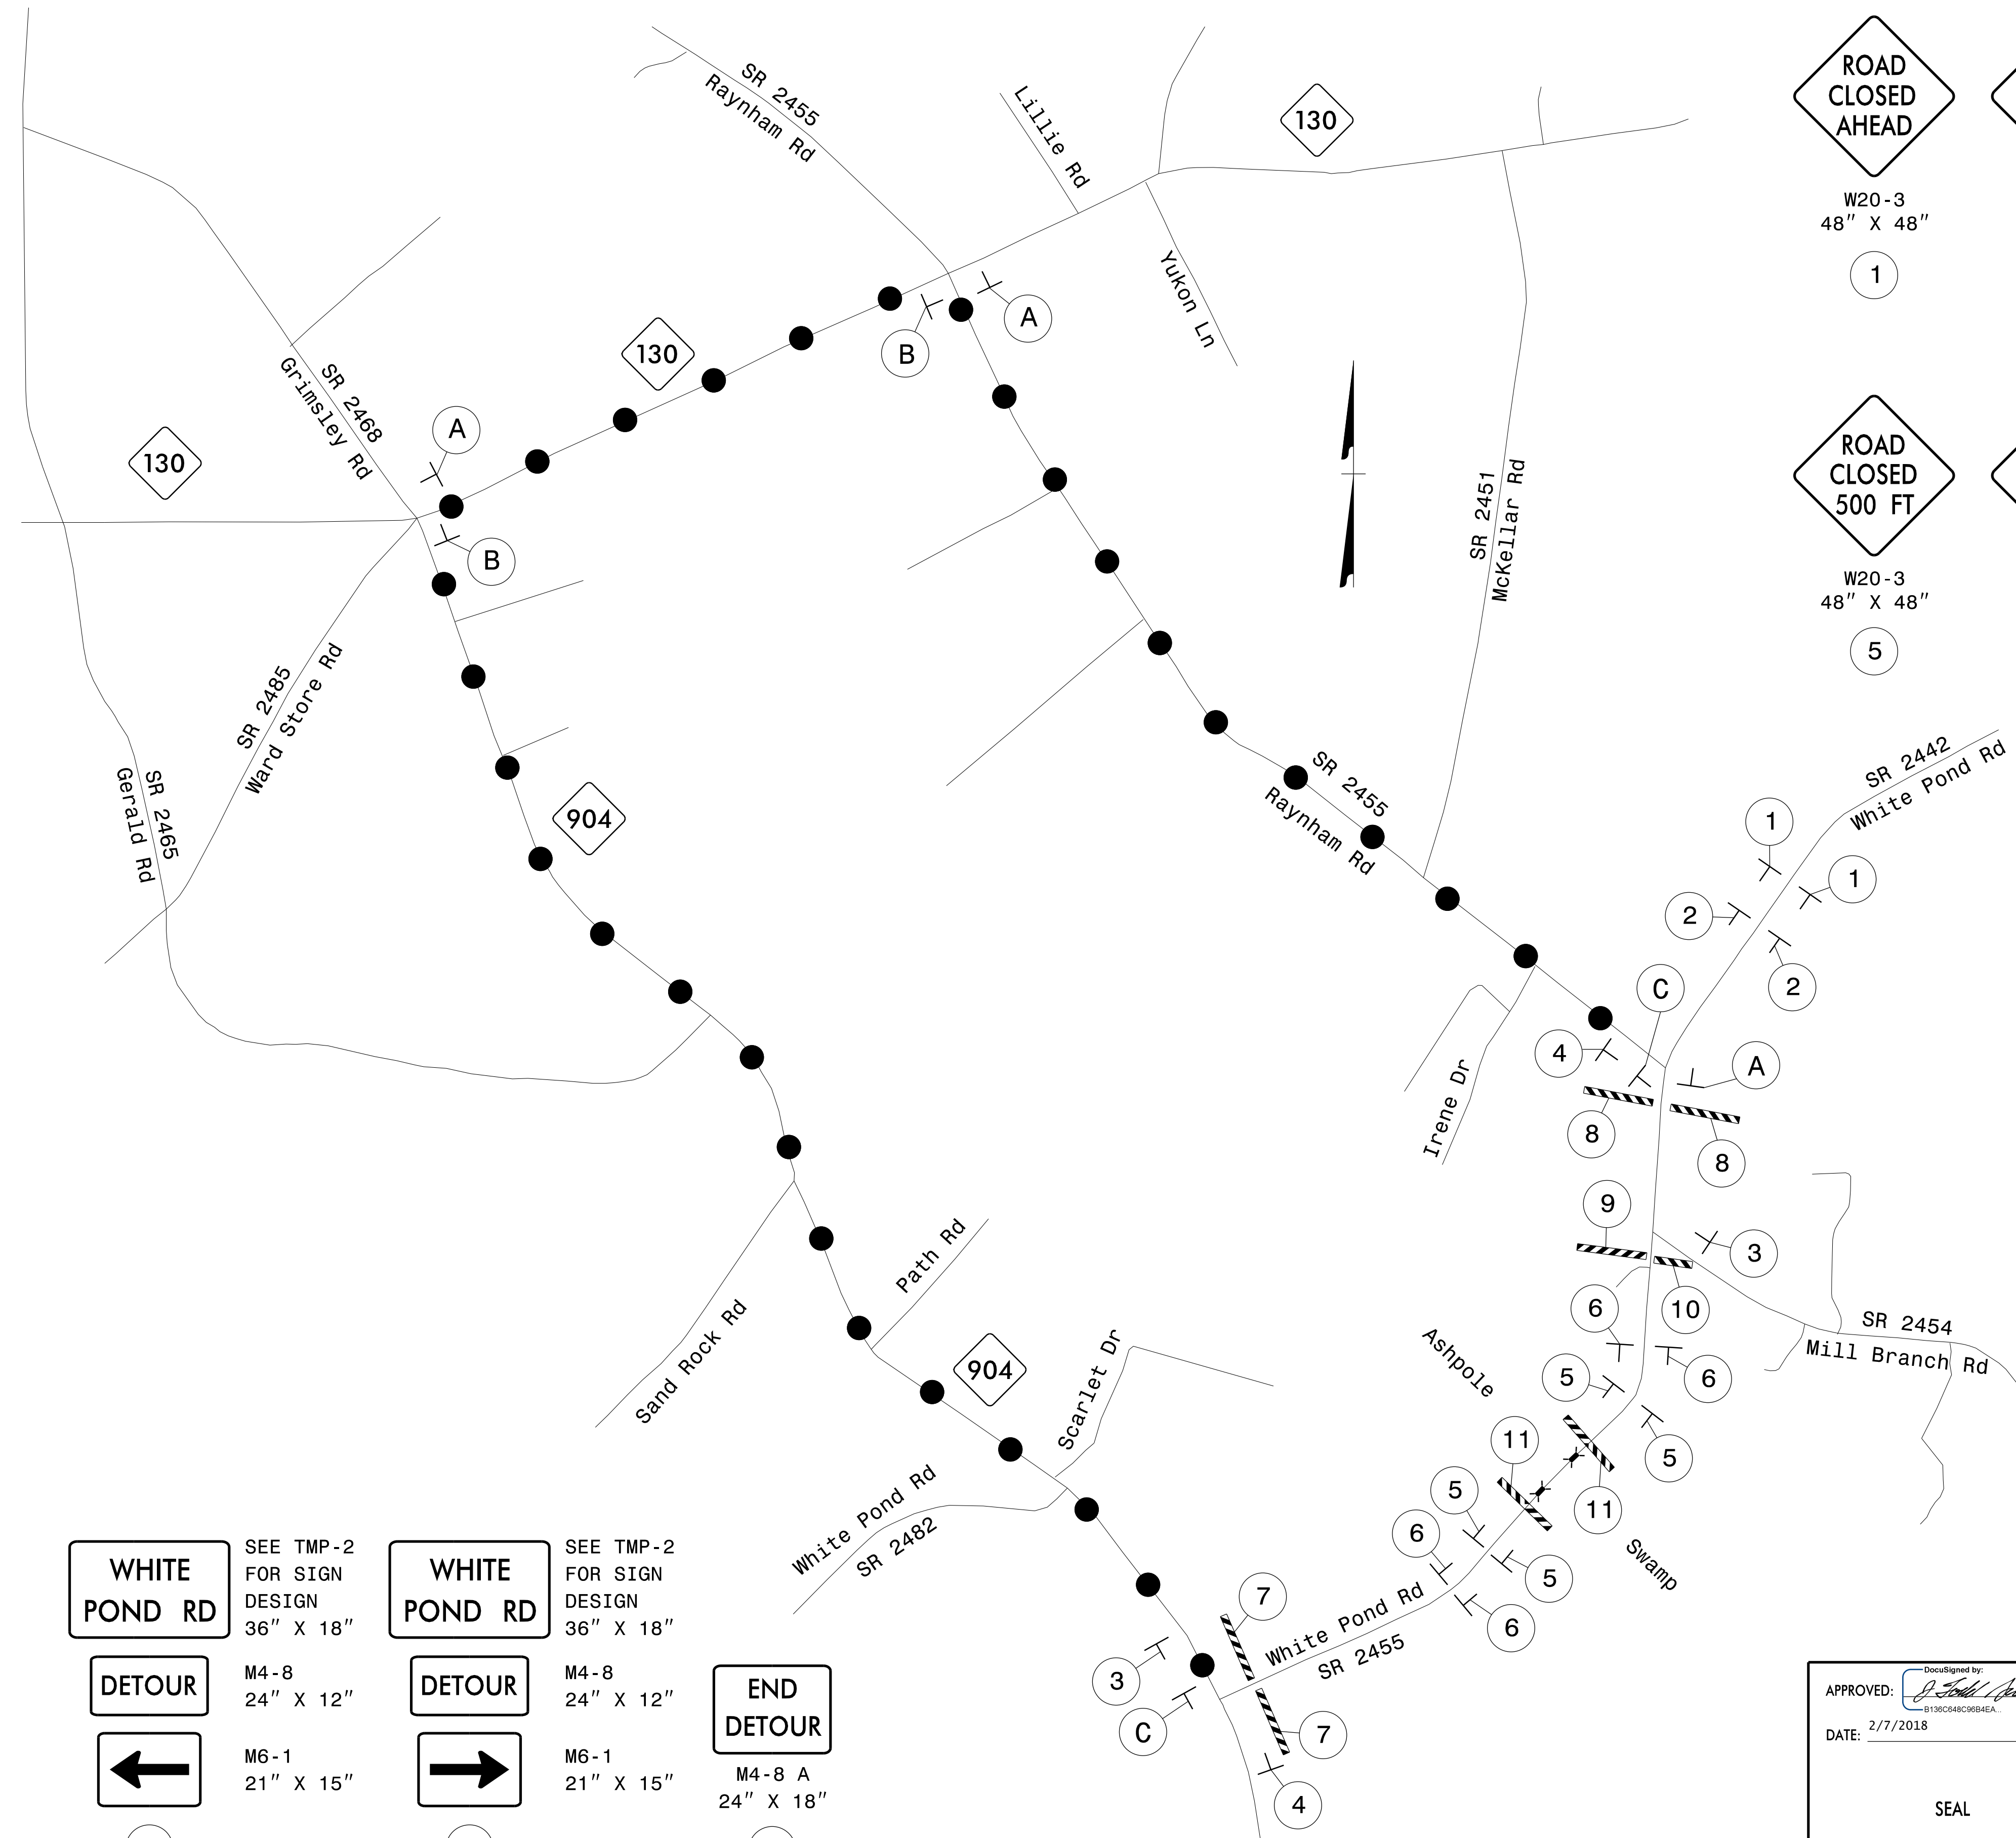 ROAD
CLOSED
AHEAD
W20-3
48" X 48"
1
ROAD
CLOSED
500 FT
W20-3
48" X 48"
5
SR 2455
Raynham Rd
Lillie Rd
130
Yukon Ln
A
B
130
SR 2468
Grimsley Rd
A
130
B
SR 2451
McKellar Rd
SR 2485
Ward Store Rd
SR 2465
Gerald Rd
904
SR 2455
Raynham Rd
SR 2442
White Pond Rd
1
1
2
2
C
4
A
8
8
Irene Dr
9
3
6
10
SR 2454
Mill Branch Rd
Ashpole
5
6
Path Rd
Sand Rock Rd
904
Scarlet Dr
11
5
5
11
6
5
Swamp
6
White Pond Rd
SR 2482
7
White Pond Rd
SR 2455
3
C
7
4
WHITE
POND RD
SEE TMP-2
FOR SIGN
DESIGN
36" X 18"
DETOUR
M4-8
24" X 12"
M6-1
21" X 15"
WHITE
POND RD
SEE TMP-2
FOR SIGN
DESIGN
36" X 18"
DETOUR
M4-8
24" X 12"
M6-1
21" X 15"
END
DETOUR
M4-8 A
24" X 18"
APPROVED:
DocuSigned by:
B136C648C96B4EA...
DATE: 2/7/2018
SEAL